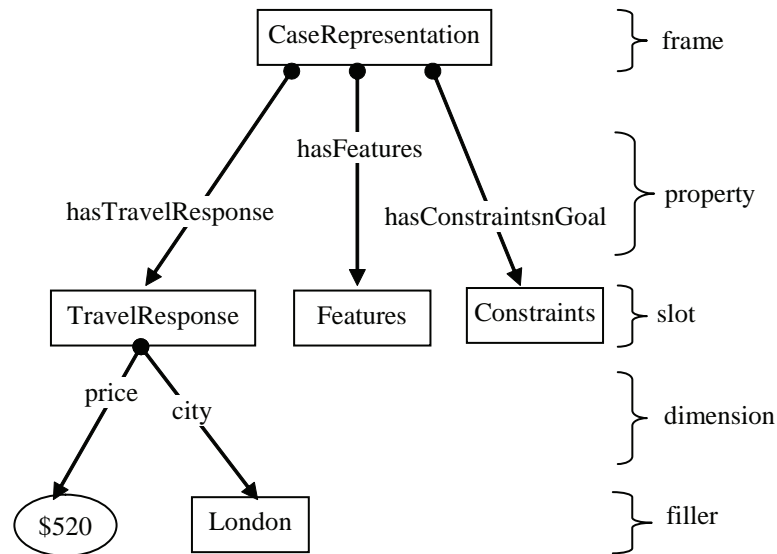 CaseRepresentation
frame
hasFeatures
property
hasTravelResponse
hasConstraintsnGoal
TravelResponse
Features
Constraints
slot
price
city
dimension
$520
London
filler